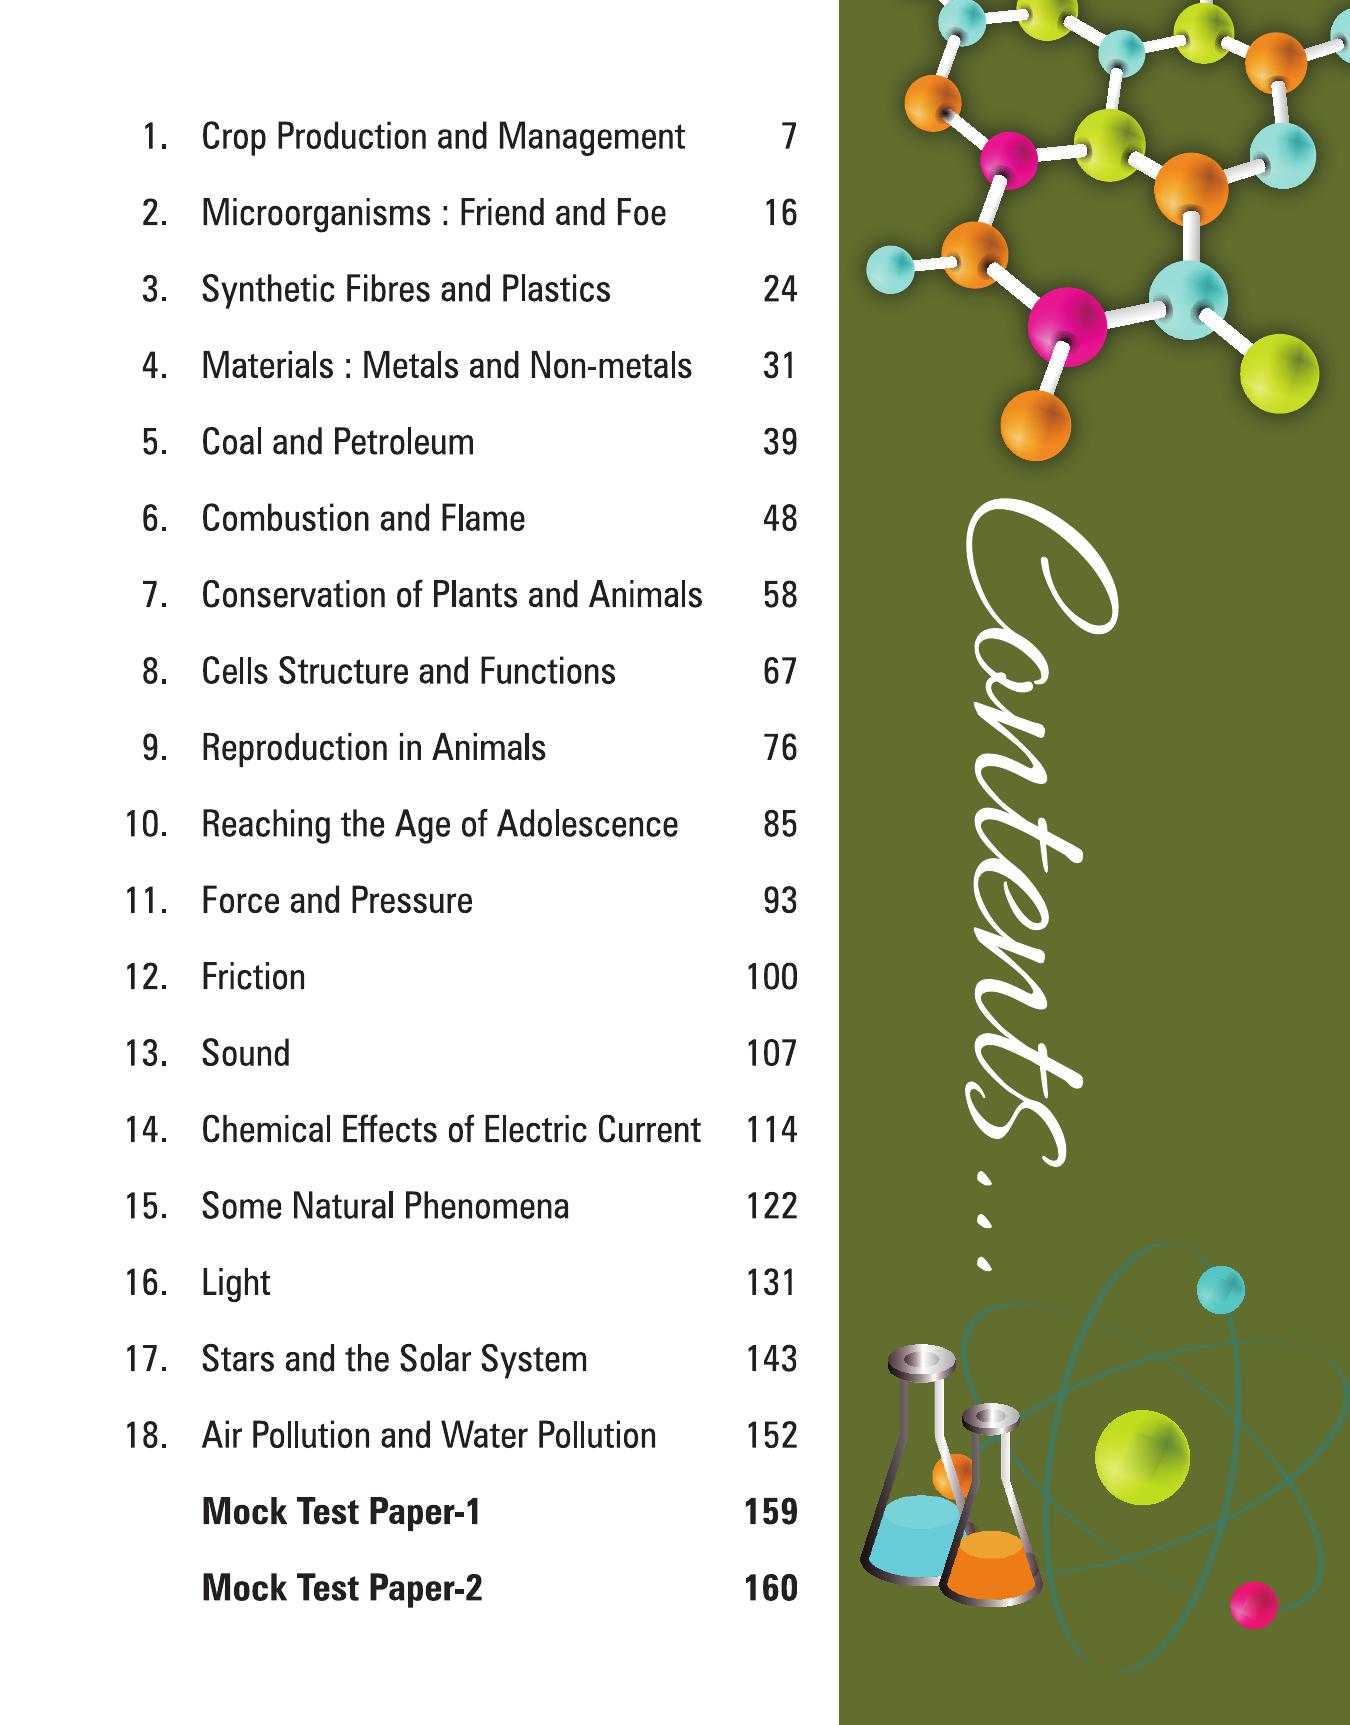 1. Crop Production and Management 7
2. Microorganisms : Friend and Foe 16
3. Synthetic Fibres and Plastics 24
4. Materials : Metals and Non-metals 31
5. Coal and Petroleum 39
6. Combustion and Flame 48
7. Conservation of Plants and Animals 58
8. Cells Structure and Functions 67
9. Reproduction in Animals 76
10. Reaching the Age of Adolescence 85
11. Force and Pressure 93
12. Friction 100
13. Sound 107
14. Chemical Effects of Electric Current 114
15. Some Natural Phenomena 122
16. Light 131
17. Stars and the Solar System 143
18. Air Pollution and Water Pollution 152
Mock Test Paper-1 159
Mock Test Paper-2 160
Contents...